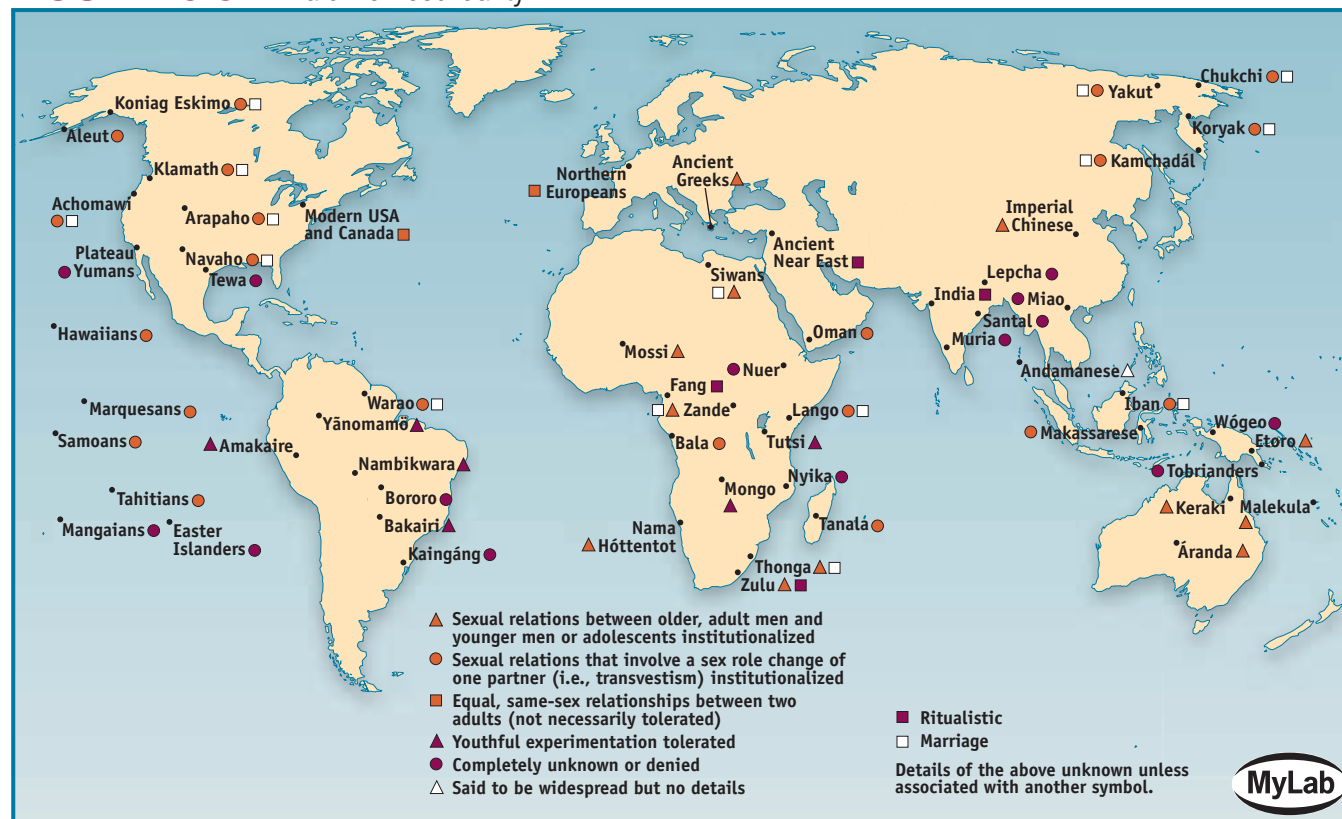 Koniag Eskimo
Aleut
Klamath
Achomawi
Arapaho
Modern USA
and Canada
Plateau
Yumans
Navaho
Tewa
Hawaiians
Marquesans
Samoans
Tahitians
Mangaians
Easter
Islanders
Warao
Yãnomamö
Amakaire
Nambikwara
Bororo
Bakairi
Kaingáng
Northern
Europeans
Ancient
Greeks
Ancient
Near East
Siwans
Oman
Mossi
Nuer
Fang
Zande
Lango
Bala
Tutsi
Nyika
Mongo
Nama
Hóttentot
Tanalá
Thonga
Zulu
Chukchi
Yakut
Koryak
Kamchadál
Imperial
Chinese
Lepcha
India
Miao
Santal
Muria
Andamanese
Iban
Makassarese
Wógeo
Etoro
Tobrianders
Keraki
Malekula
Áranda
Sexual relations between older, adult men and
younger men or adolescents institutionalized
Sexual relations that involve a sex role change of
one partner (i.e., transvestism) institutionalized
Equal, same-sex relationships between two
adults (not necessarily tolerated)
Youthful experimentation tolerated
Completely unknown or denied
Said to be widespread but no details
Ritualistic
Marriage
Details of the above unknown unless
associated with another symbol.
MyLab